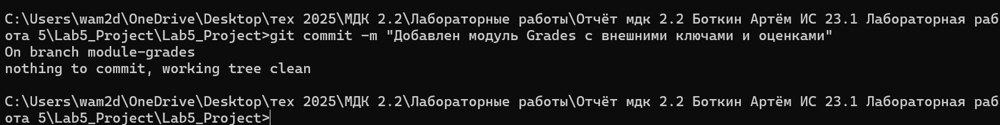 C:\Users\wam2d\OneDrive\Desktop\тех 2025\МДК 2.2\Лабораторные работы\Отчёт мдк 2.2 Боткин Артём ИС 23.1 Лабораторная раб
ота 5\Lab5_Project\Lab5_Project>git commit -m "Добавлен модуль Grades с внешними ключами и оценками"
On branch module-grades
nothing to commit, working tree clean
C:\Users\wam2d\OneDrive\Desktop\тех 2025\МДК 2.2\Лабораторные работы\Отчёт мдк 2.2 Боткин Артём ИС 23.1 Лабораторная раб
ота 5\Lab5_Project\Lab5_Project>